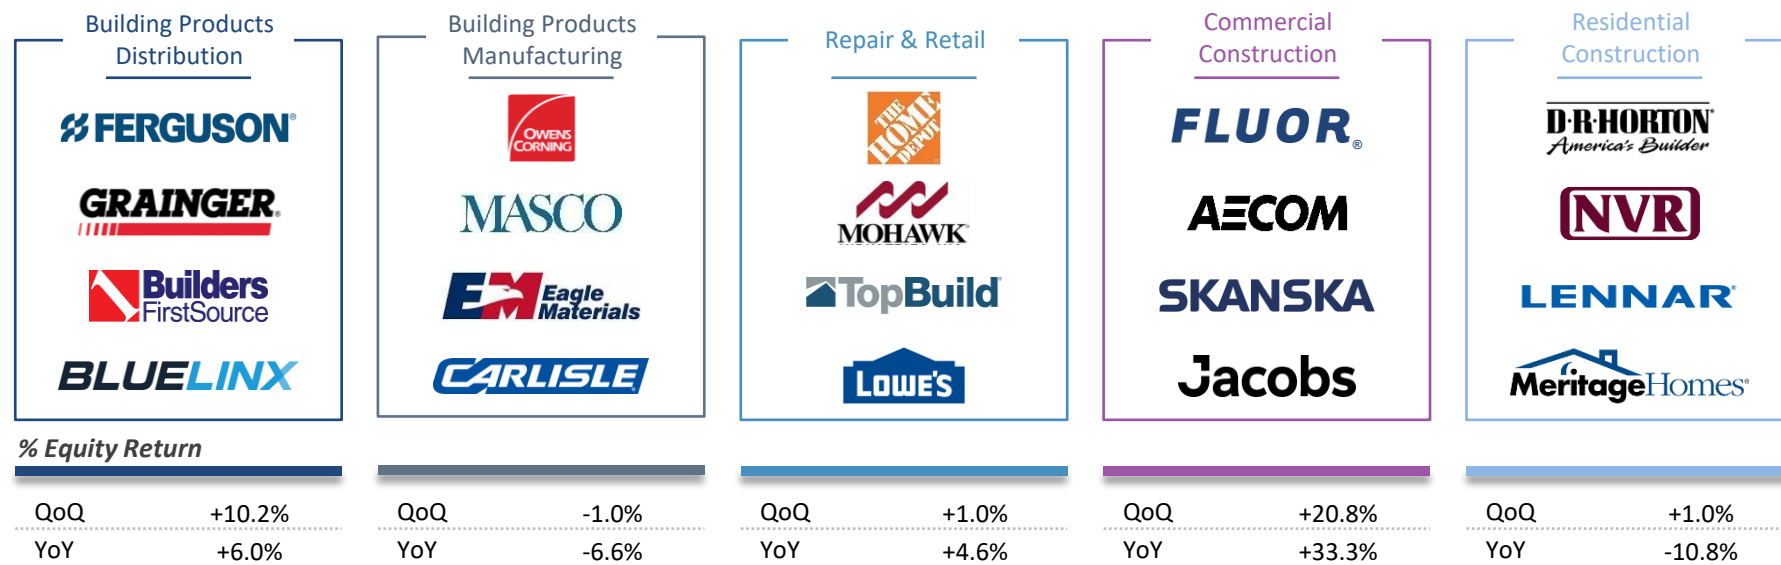 Building Products
Distribution
FERGUSON®
GRAINGER®
Builders
FirstSource
BLUELINX
Building Products
Manufacturing
OWENS
CORNING
MASCO
EM Eagle
Materials
CARLISLE®
Repair & Retail
THE
HOME
DEPOT
MOHAWK
TopBuild
LOWE'S
Commercial
Construction
FLUOR®
AECOM
SKANSKA
Jacobs
Residential
Construction
D·R·HORTON®
America's Builder
NVR
LENNAR®
MeritageHomes®
% Equity Return
QoQ +10.2%
YoY +6.0%
QoQ -1.0%
YoY -6.6%
QoQ +1.0%
YoY +4.6%
QoQ +20.8%
YoY +33.3%
QoQ +1.0%
YoY -10.8%